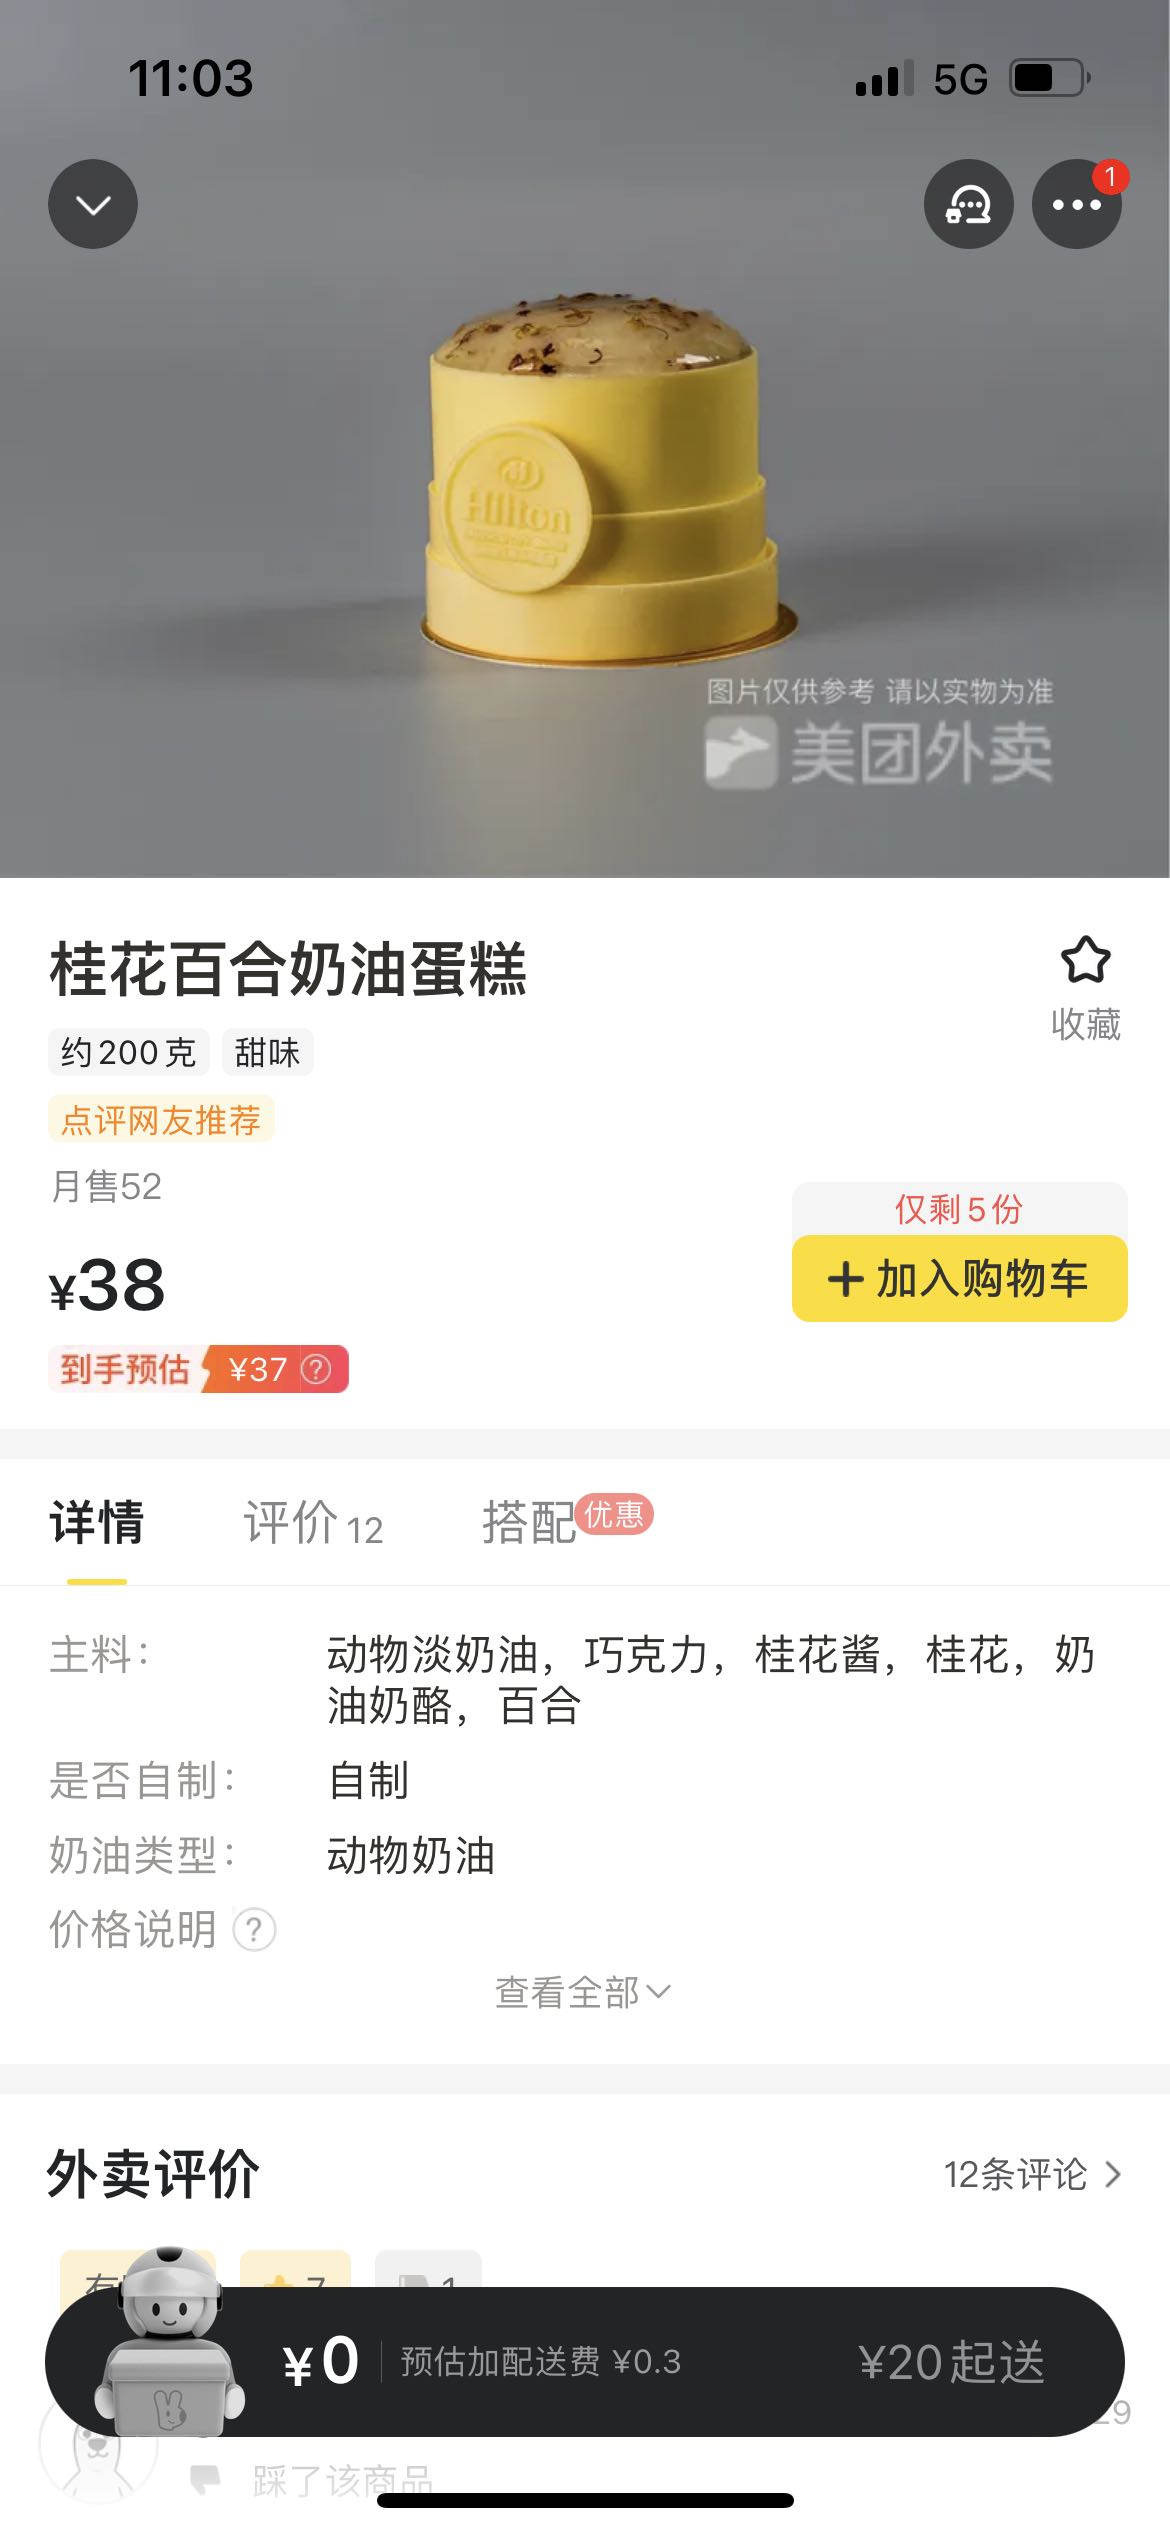 11:03
5G
1
Hilton
图片仅供参考 请以实物为准
美团外卖
桂花百合奶油蛋糕
收藏
约200克 甜味
点评网友推荐
月售52
仅剩5份
¥38
+ 加入购物车
到手预估 ¥37 ?
详情 评价 12 搭配 优惠
主料： 动物淡奶油，巧克力，桂花酱，桂花，奶
油奶酪，百合
是否自制： 自制
奶油类型： 动物奶油
价格说明 ?
查看全部
外卖评价 12条评论
7 1
¥0 预估加配送费 ¥0.3 ¥20起送
29
踩了该商品